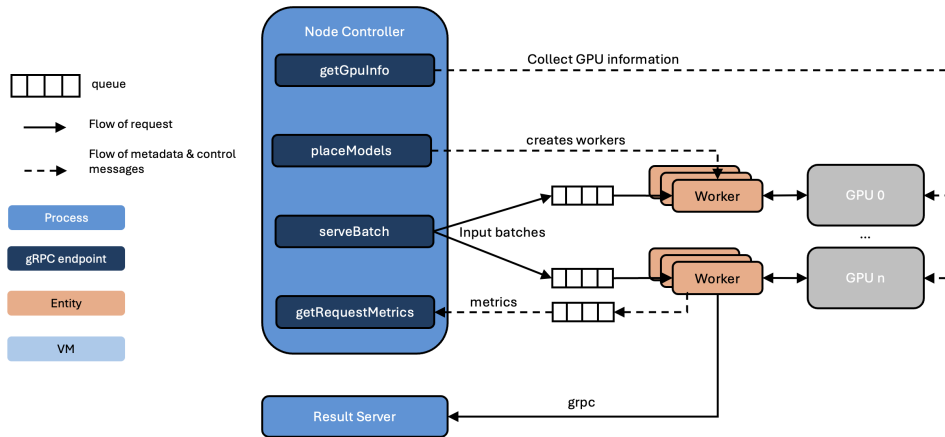 Node Controller
getGpuInfo
Collect GPU information
queue
Flow of request
Flow of metadata & control
messages
placeModels
creates workers
Worker
GPU 0
Process
serveBatch
Input batches
...
gRPC endpoint
Worker
GPU n
Entity
getRequestMetrics
metrics
VM
grpc
Result Server